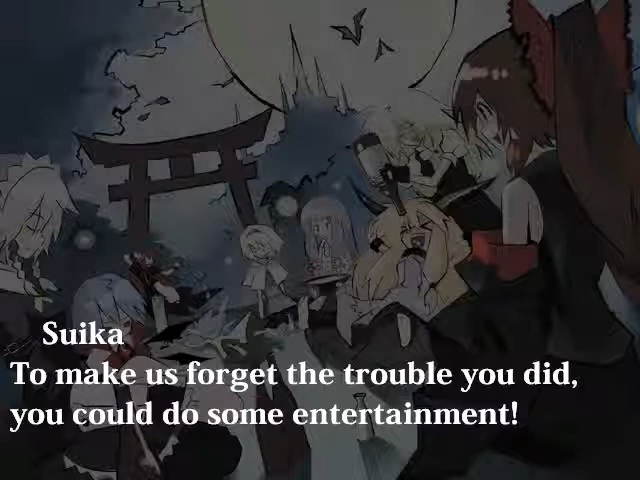 Suika
To make us forget the trouble you did,
you could do some entertainment!